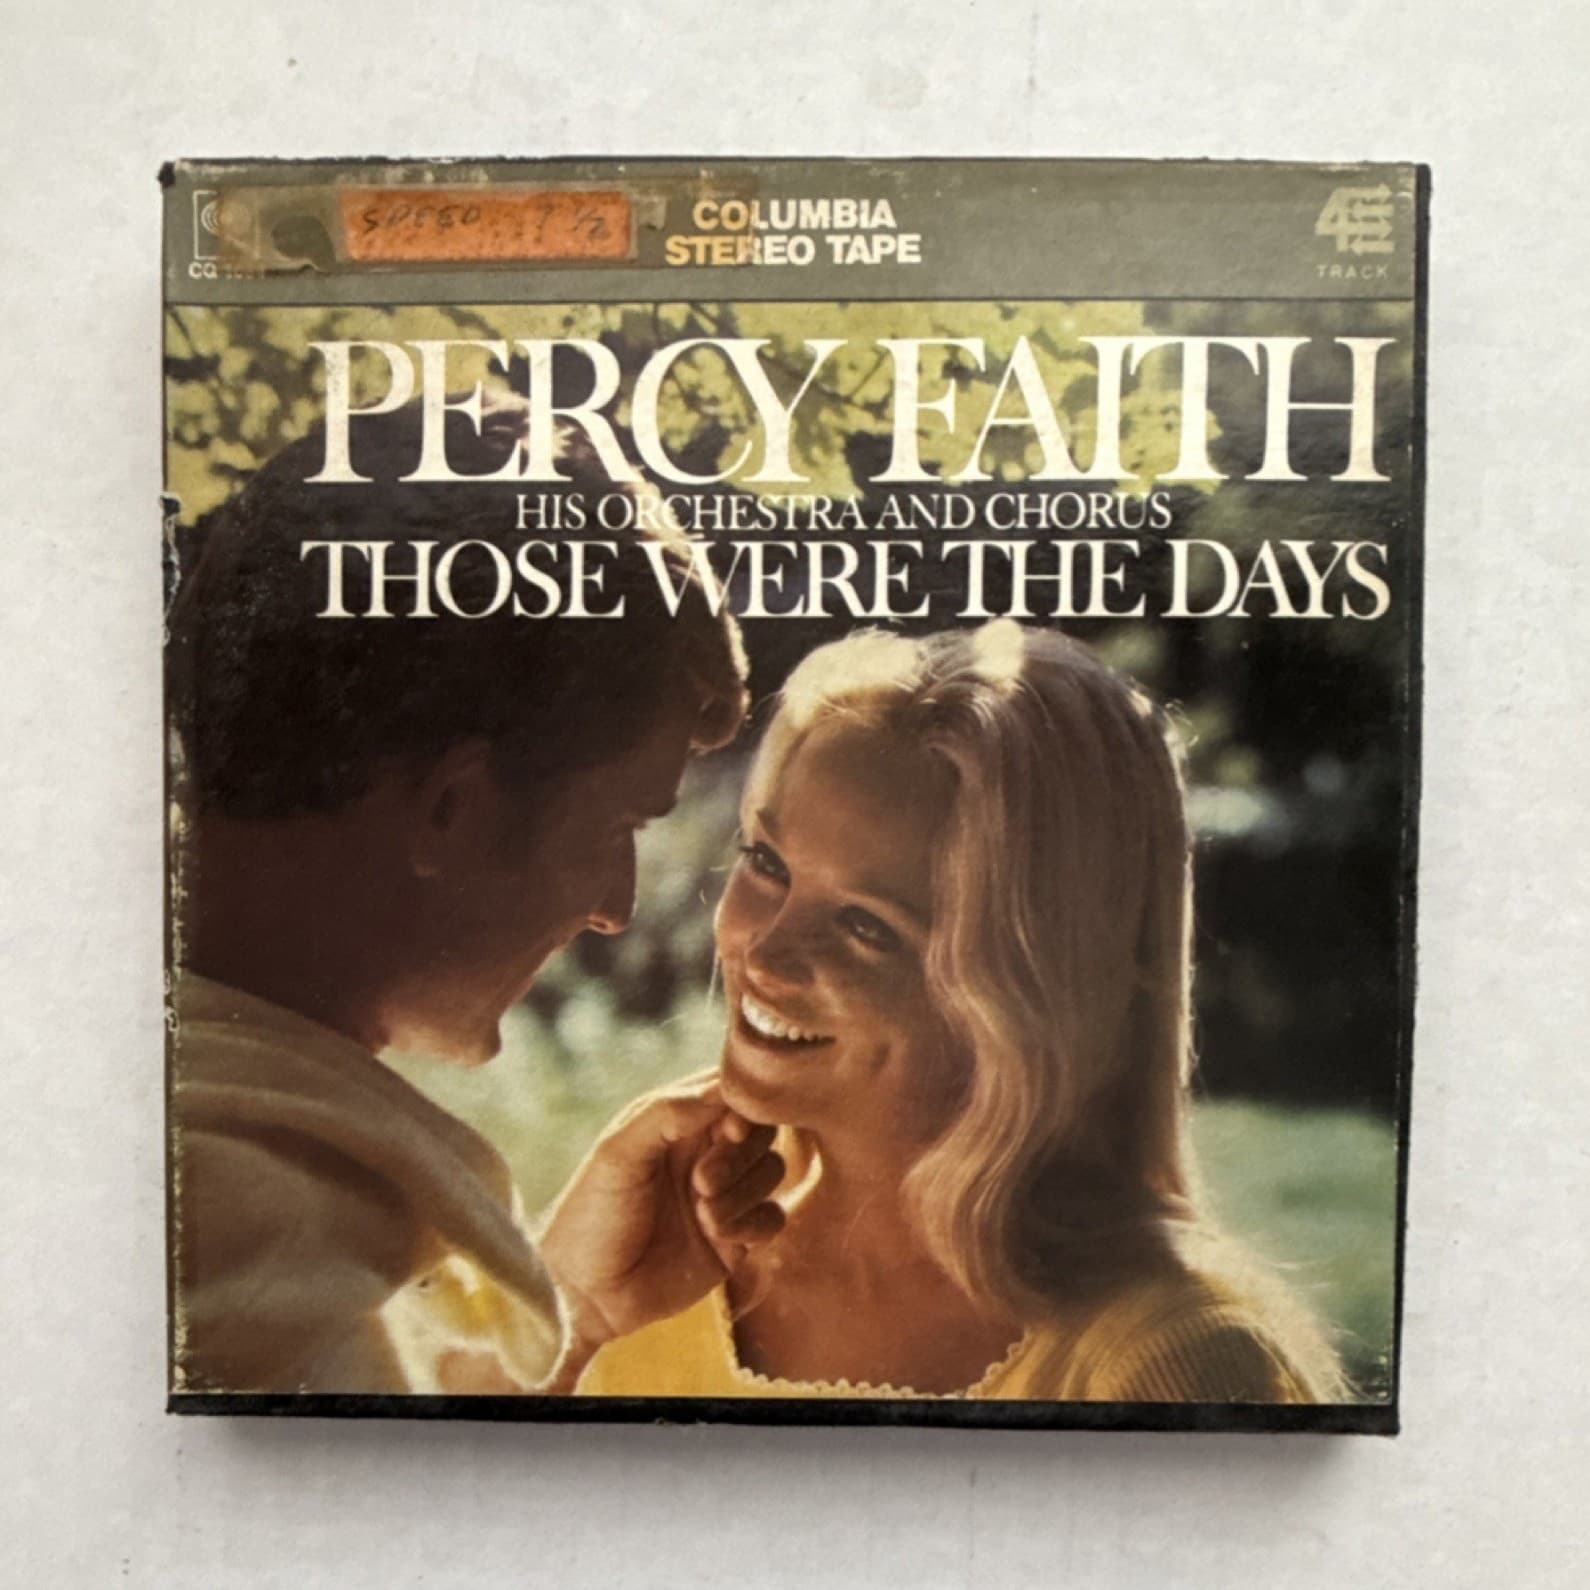 SPEED 7 1/2
COLUMBIA
STEREO TAPE
CQ
4
TRACK
PERCY FAITH
HIS ORCHESTRA AND CHORUS
THOSE WERE THE DAYS